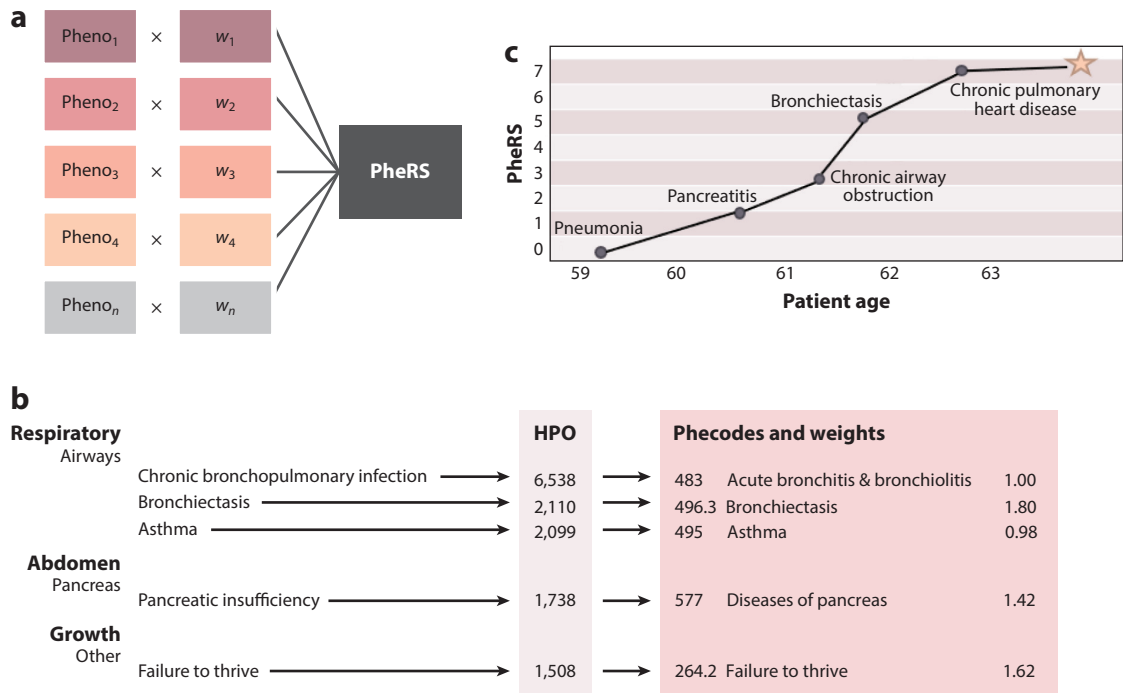 a
Pheno1 × w1
Pheno2 × w2
Pheno3 × w3
Pheno4 × w4
Phenon × wn
PheRS
c
PheRS
7
6
5
4
3
2
1
0
Pneumonia
Pancreatitis
Chronic airway
obstruction
Bronchiectasis
Chronic pulmonary
heart disease
59 60 61 62 63
Patient age
b
HPO Phecodes and weights
Respiratory
Airways
Chronic bronchopulmonary infection 6,538 483 Acute bronchitis & bronchiolitis 1.00
Bronchiectasis 2,110 496.3 Bronchiectasis 1.80
Asthma 2,099 495 Asthma 0.98
Abdomen
Pancreas
Pancreatic insufficiency 1,738 577 Diseases of pancreas 1.42
Growth
Other
Failure to thrive 1,508 264.2 Failure to thrive 1.62